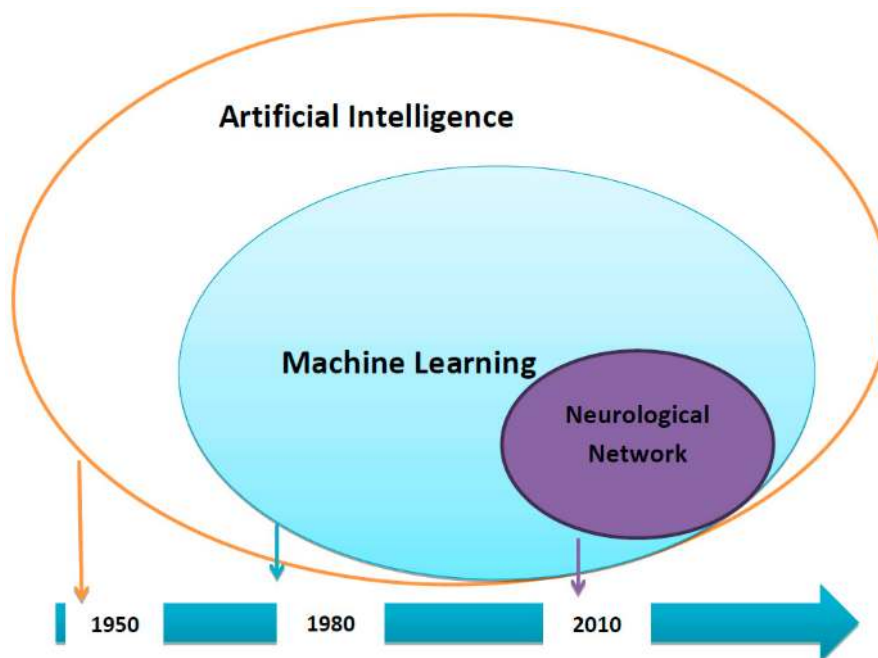 Artificial Intelligence
Machine Learning
Neurological
Network
1950
1980
2010